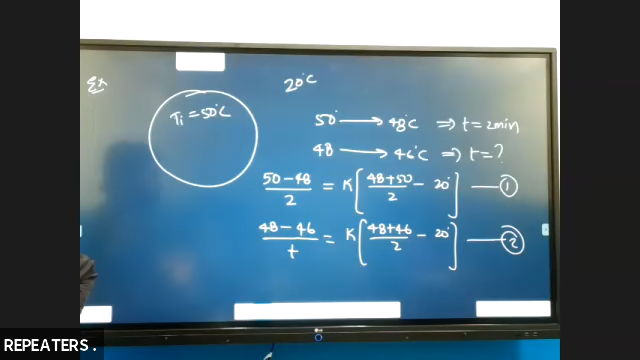 Ex
20°C
Ti = 50°C
50° → 48°C ⇒ t = 2min
48 → 46°C ⇒ t = ?
50-48/2 = K[48+50/2 - 20°] — ①
48-46/t = K[48+46/2 - 20°] — ②
LG
REPEATERS.